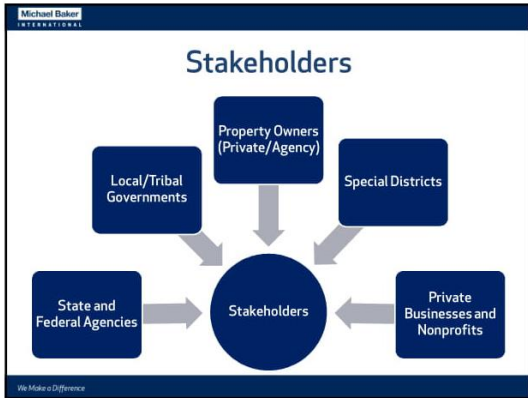 Michael Baker
INTERNATIONAL
Stakeholders
Property Owners
(Private/Agency)
Local/Tribal
Governments
Special Districts
State and
Federal Agencies
Stakeholders
Private
Businesses and
Nonprofits
We Make a Difference